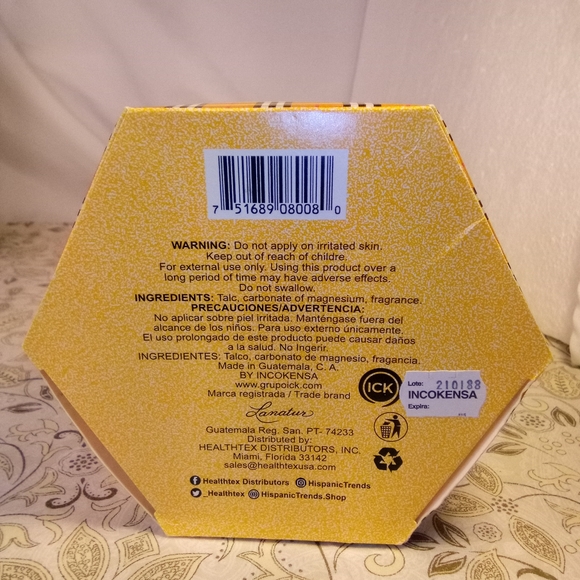 7 51689 08008 0
WARNING: Do not apply on irritated skin.
Keep out of reach of childre.
For external use only. Using this product over a
long period of time may have adverse effects.
Do not swallow.
INGREDIENTS: Talc, carbonate of magnesium, fragrance.
PRECAUCIONES/ADVERTENCIA:
No aplicar sobre piel irritada. Manténgase fuera del
alcance de los niños. Para uso externo únicamente.
El uso prolongado de este producto puede causar daños
a la salud. No Ingerir.
INGREDIENTES: Talco, carbonato de magnesio, fragancia.
Made in Guatemala, C. A.
BY INCOKENSA
www.grupoick.com
Marca registrada / Trade brand
Lanatur
Guatemala Reg. San. PT- 74233
Distributed by:
HEALTHTEX DISTRIBUTORS, INC.
Miami, Florida 33142
sales@healthtexusa.com
Healthtex Distributors HispanicTrends
_Healthtex HispanicTrends.Shop
ICK
Lote: 210188
INCOKENSA
Expira: